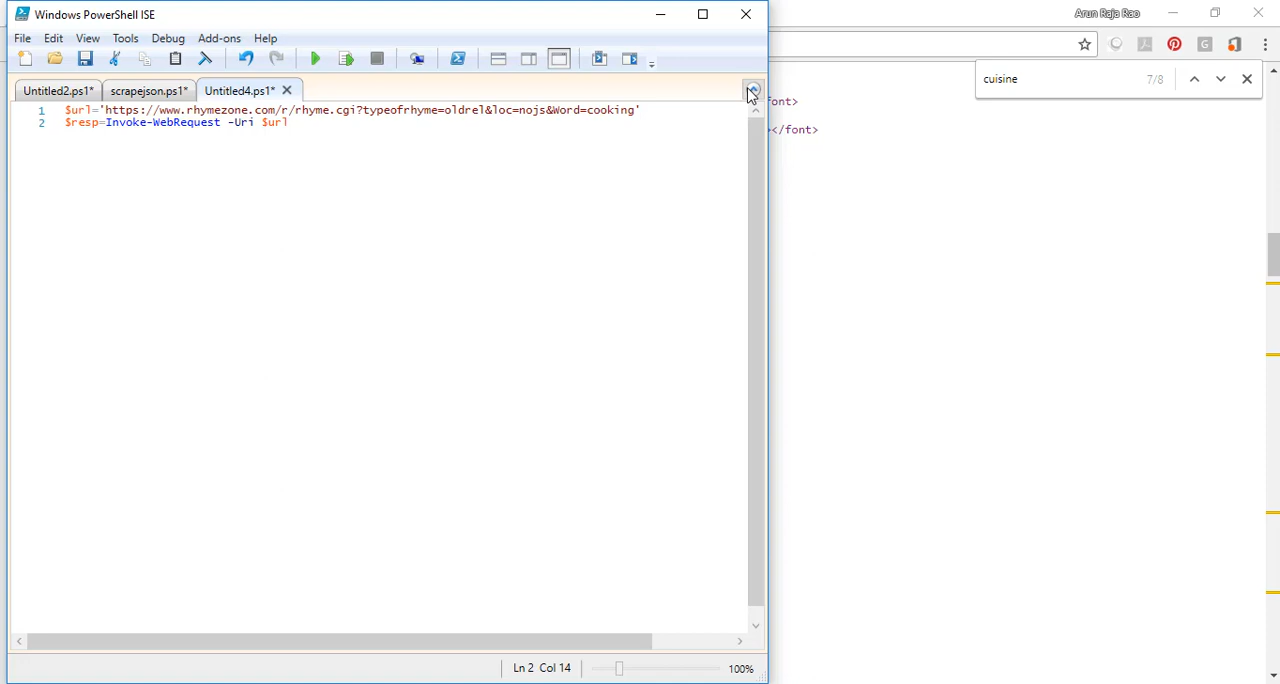 Windows PowerShell ISE
Arun Raja Rao
File Edit View Tools Debug Add-ons Help
cuisine 7/8
Untitled2.ps1* scrapejson.ps1* Untitled4.ps1*
1 $url='https://www.rhymezone.com/r/rhyme.cgi?typeofrhyme=oldrel&loc=nojs&Word=cooking'
2 $resp=Invoke-WebRequest -Uri $url
font>
></font>
Ln 2 Col 14 100%